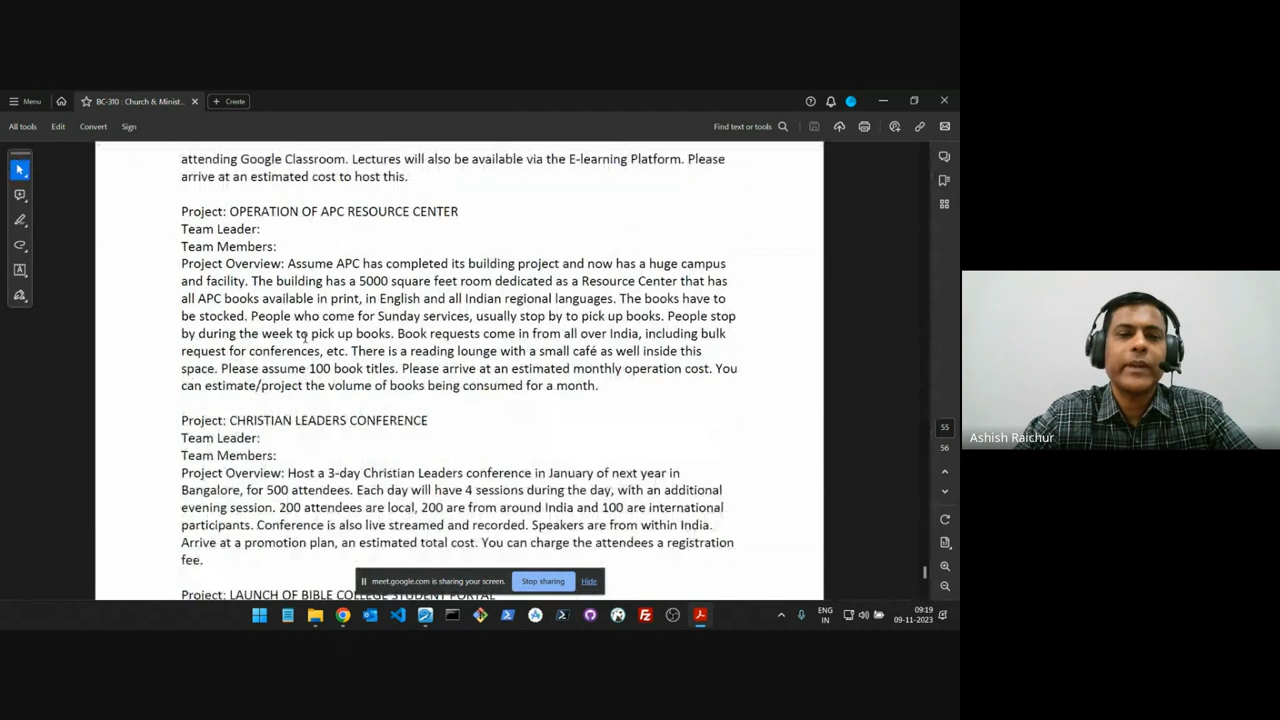 Menu
BC-310 : Church & Minist...
Create
All tools
Edit
Convert
Sign
Find text or tools
attending Google Classroom. Lectures will also be available via the E-learning Platform. Please
arrive at an estimated cost to host this.
Project: OPERATION OF APC RESOURCE CENTER
Team Leader:
Team Members:
Project Overview: Assume APC has completed its building project and now has a huge campus
and facility. The building has a 5000 square feet room dedicated as a Resource Center that has
all APC books available in print, in English and all Indian regional languages. The books have to
be stocked. People who come for Sunday services, usually stop by to pick up books. People stop
by during the week to pick up books. Book requests come in from all over India, including bulk
request for conferences, etc. There is a reading lounge with a small café as well inside this
space. Please assume 100 book titles. Please arrive at an estimated monthly operation cost. You
can estimate/project the volume of books being consumed for a month.
Project: CHRISTIAN LEADERS CONFERENCE
Team Leader:
Team Members:
Project Overview: Host a 3-day Christian Leaders conference in January of next year in
Bangalore, for 500 attendees. Each day will have 4 sessions during the day, with an additional
evening session. 200 attendees are local, 200 are from around India and 100 are international
participants. Conference is also live streamed and recorded. Speakers are from within India.
Arrive at a promotion plan, an estimated total cost. You can charge the attendees a registration
fee.
Project: LAUNCH OF BIBLE COLLEGE STUDENT PORTAL
meet.google.com is sharing your screen.
Stop sharing
Hide
55
56
Ashish Raichur
ENG
IN
09:19
09-11-2023